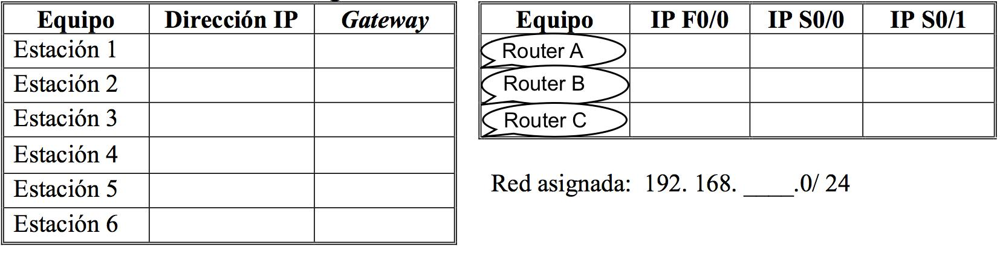 Equipo Dirección IP Gateway
Estación 1
Estación 2
Estación 3
Estación 4
Estación 5
Estación 6
Equipo IP F0/0 IP S0/0 IP S0/1
Router A
Router B
Router C
Red asignada: 192. 168. ____.0/ 24